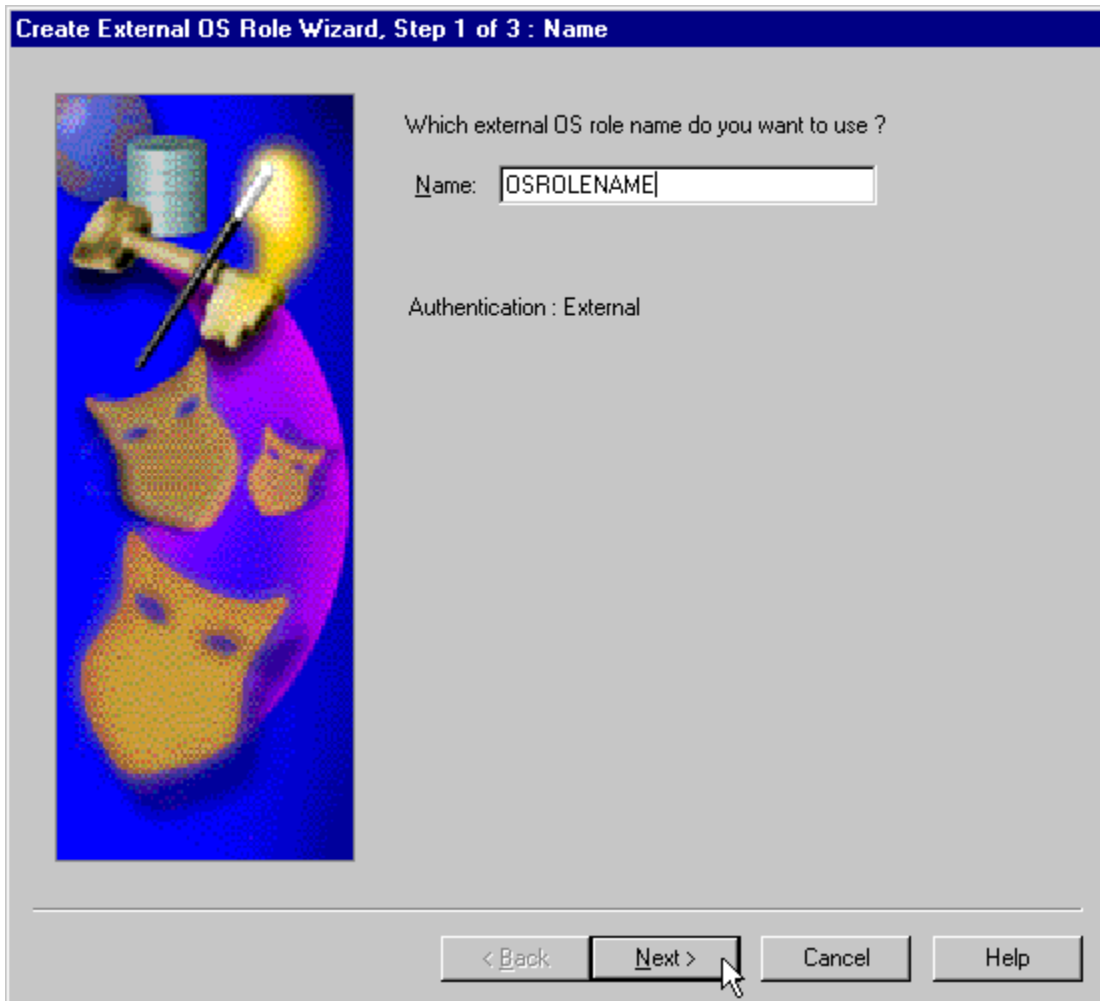 Create External OS Role Wizard, Step 1 of 3 : Name
Which external OS role name do you want to use ?
Name: OSROLENAME
Authentication : External
< Back Next > Cancel Help